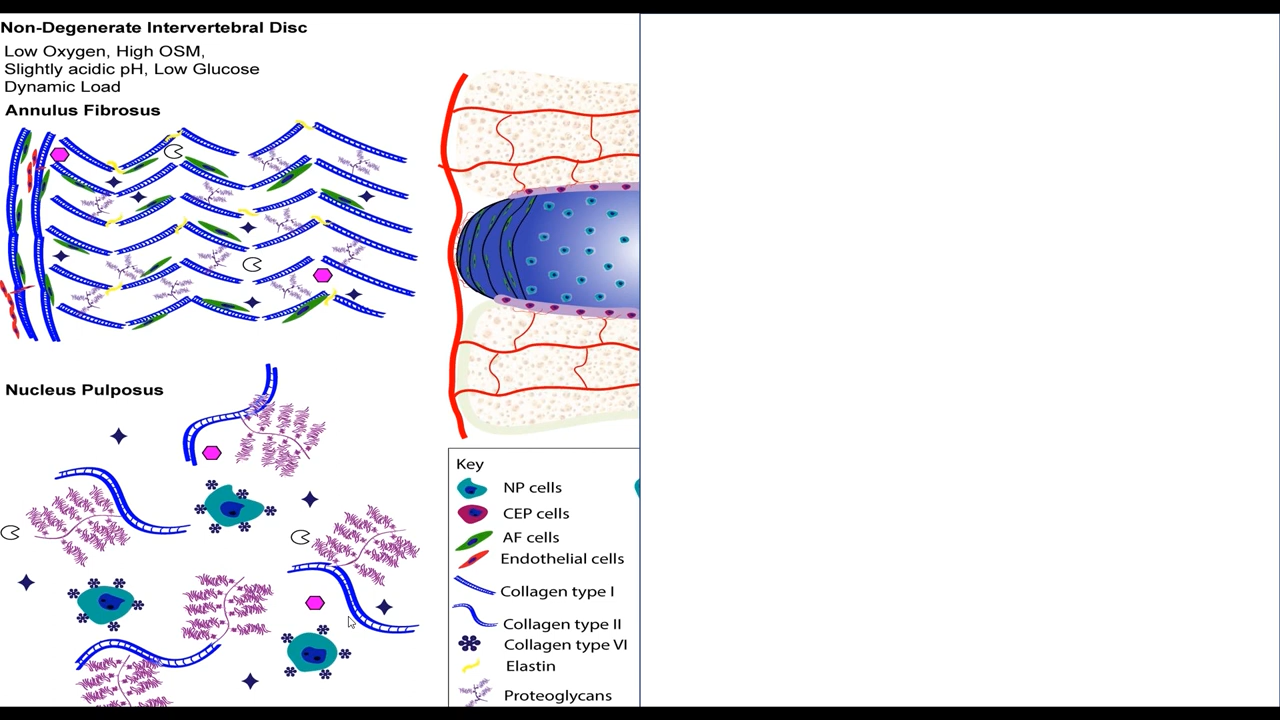 Non-Degenerate Intervertebral Disc
Low Oxygen, High OSM,
Slightly acidic pH, Low Glucose
Dynamic Load
Annulus Fibrosus
Nucleus Pulposus
Key
NP cells
CEP cells
AF cells
Endothelial cells
Collagen type I
Collagen type II
Collagen type VI
Elastin
Proteoglycans